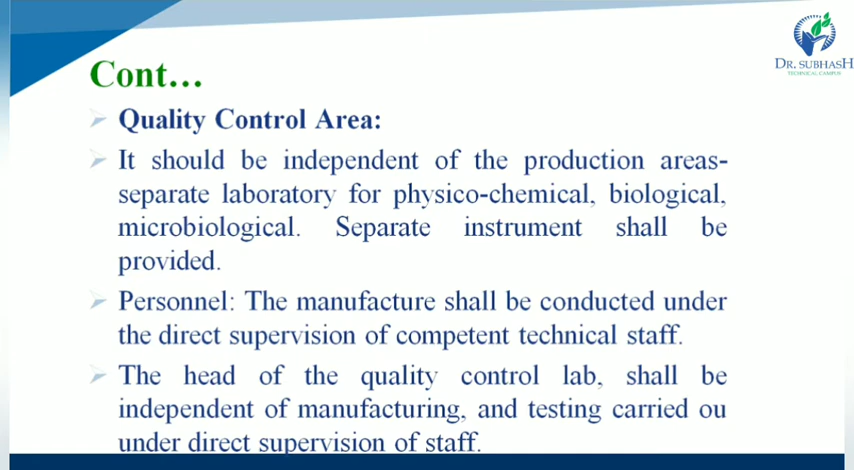 DR. SUBHASH
TECHNICAL CAMPUS
Cont...
Quality Control Area:
It should be independent of the production areas-
separate laboratory for physico-chemical, biological,
microbiological. Separate instrument shall be
provided.
Personnel: The manufacture shall be conducted under
the direct supervision of competent technical staff.
The head of the quality control lab, shall be
independent of manufacturing, and testing carried ou
under direct supervision of staff.